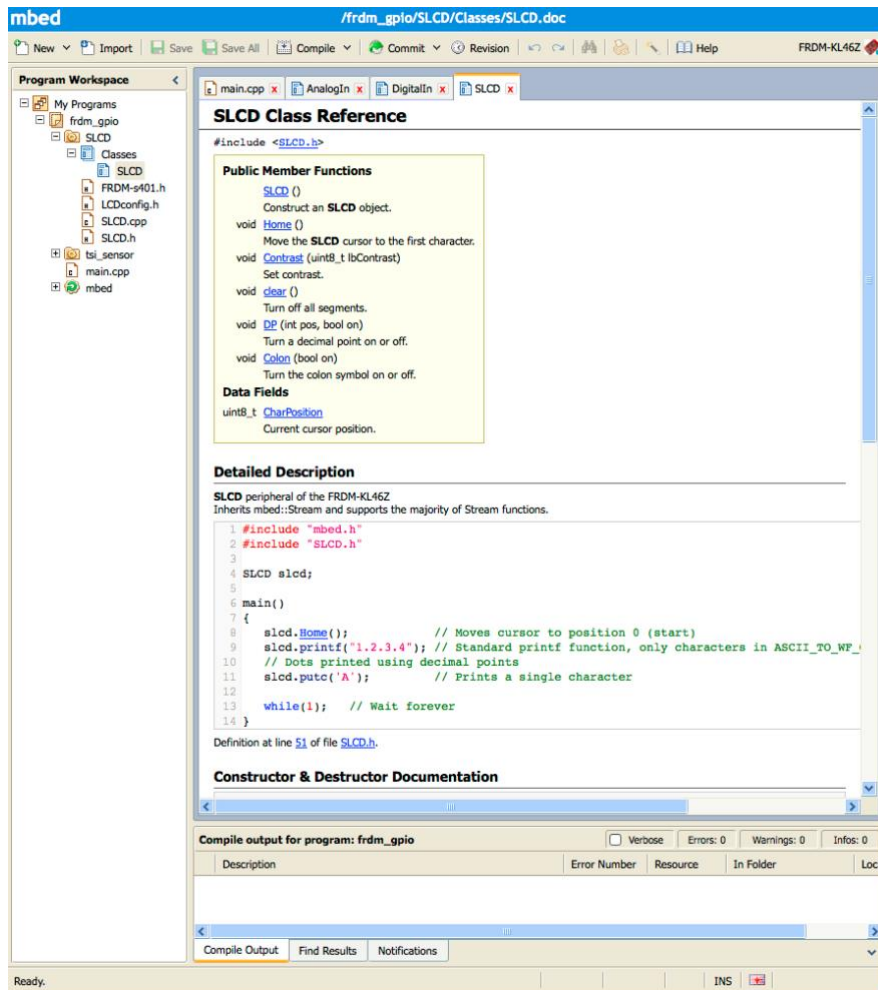 mbed
/frdm_gpio/SLCD/Classes/SLCD.doc
New Import Save Save All Compile Commit Revision Help FRDM-KL46Z
Program Workspace
My Programs
frdm_gpio
SLCD
Classes
SLCD
FRDM-s401.h
LCDconfig.h
SLCD.cpp
SLCD.h
tsi_sensor
main.cpp
mbed
main.cpp x AnalogIn x DigitalIn x SLCD x
SLCD Class Reference
#include <SLCD.h>
Public Member Functions
SLCD ()
Construct an SLCD object.
void Home ()
Move the SLCD cursor to the first character.
void Contrast (uint8_t lbContrast)
Set contrast.
void clear ()
Turn off all segments.
void DP (int pos, bool on)
Turn a decimal point on or off.
void Colon (bool on)
Turn the colon symbol on or off.
Data Fields
uint8_t CharPosition
Current cursor position.
Detailed Description
SLCD peripheral of the FRDM-KL46Z
Inherits mbed::Stream and supports the majority of Stream functions.
1 #include "mbed.h"
2 #include "SLCD.h"
3
4 SLCD slcd;
5
6 main()
7 {
8 slcd.Home(); // Moves cursor to position 0 (start)
9 slcd.printf("1.2.3.4"); // Standard printf function, only characters in ASCII_TO_WF_
10 // Dots printed using decimal points
11 slcd.putc('A'); // Prints a single character
12
13 while(1); // Wait forever
14 }
Definition at line 51 of file SLCD.h.
Constructor & Destructor Documentation
Compile output for program: frdm_gpio Verbose Errors: 0 Warnings: 0 Infos: 0
Description Error Number Resource In Folder Loc
Compile Output Find Results Notifications
Ready. INS